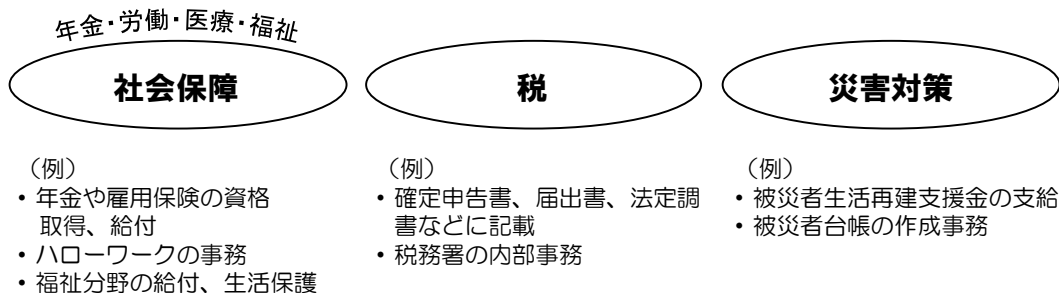 年金・労働・医療・福祉
社会保障
（例）
• 年金や雇用保険の資格
取得、給付
• ハローワークの事務
• 福祉分野の給付、生活保護
税
（例）
• 確定申告書、届出書、法定調
書などに記載
• 税務署の内部事務
災害対策
（例）
• 被災者生活再建支援金の支給
• 被災者台帳の作成事務